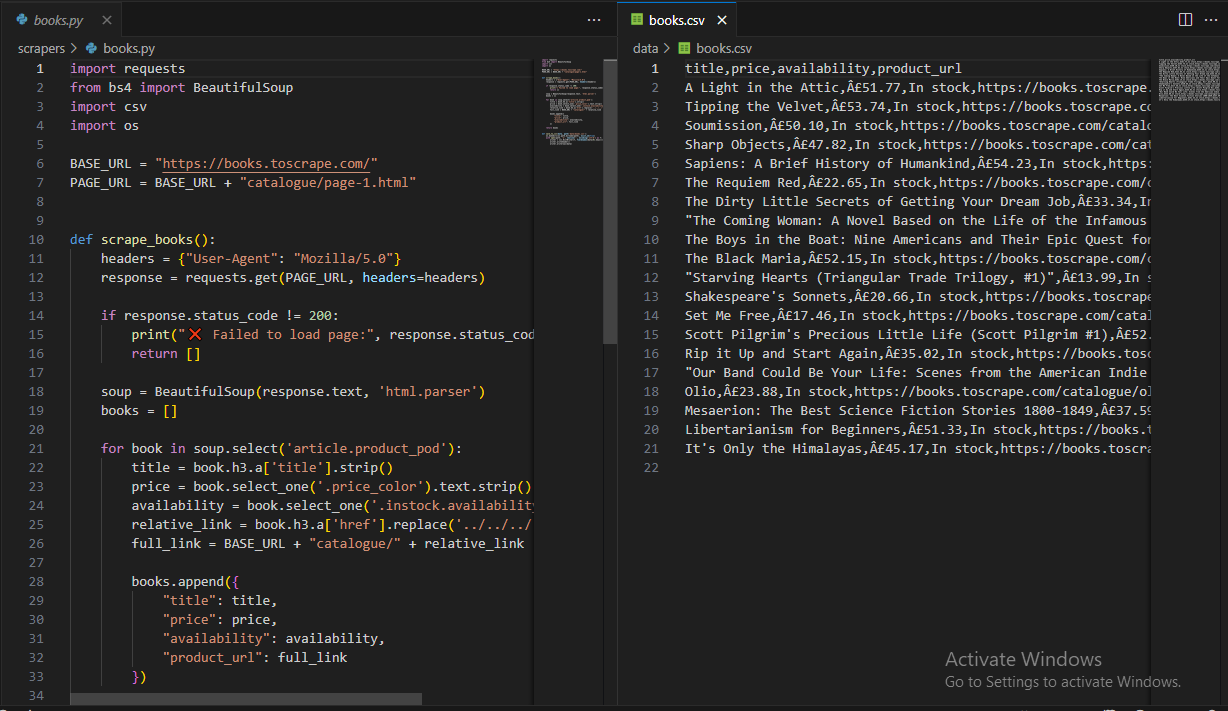 books.py
scrapers > books.py
1 import requests
2 from bs4 import BeautifulSoup
3 import csv
4 import os
5
6 BASE_URL = "https://books.toscrape.com/"
7 PAGE_URL = BASE_URL + "catalogue/page-1.html"
8
9
10 def scrape_books():
11 headers = {"User-Agent": "Mozilla/5.0"}
12 response = requests.get(PAGE_URL, headers=headers)
13
14 if response.status_code != 200:
15 print("❌ Failed to load page:", response.status_cod
16 return []
17
18 soup = BeautifulSoup(response.text, 'html.parser')
19 books = []
20
21 for book in soup.select('article.product_pod'):
22 title = book.h3.a['title'].strip()
23 price = book.select_one('.price_color').text.strip()
24 availability = book.select_one('.instock.availability
25 relative_link = book.h3.a['href'].replace('../../../
26 full_link = BASE_URL + "catalogue/" + relative_link
27
28 books.append({
29 "title": title,
30 "price": price,
31 "availability": availability,
32 "product_url": full_link
33 })
34
books.csv
data > books.csv
1 title,price,availability,product_url
2 A Light in the Attic,Â£51.77,In stock,https://books.toscrape.
3 Tipping the Velvet,Â£53.74,In stock,https://books.toscrape.co
4 Soumission,Â£50.10,In stock,https://books.toscrape.com/catalo
5 Sharp Objects,Â£47.82,In stock,https://books.toscrape.com/cat
6 Sapiens: A Brief History of Humankind,Â£54.23,In stock,https:
7 The Requiem Red,Â£22.65,In stock,https://books.toscrape.com/c
8 The Dirty Little Secrets of Getting Your Dream Job,Â£33.34,In
9 "The Coming Woman: A Novel Based on the Life of the Infamous
10 The Boys in the Boat: Nine Americans and Their Epic Quest for
11 The Black Maria,Â£52.15,In stock,https://books.toscrape.com/c
12 "Starving Hearts (Triangular Trade Trilogy, #1)",Â£13.99,In s
13 Shakespeare's Sonnets,Â£20.66,In stock,https://books.toscrape
14 Set Me Free,Â£17.46,In stock,https://books.toscrape.com/catal
15 Scott Pilgrim's Precious Little Life (Scott Pilgrim #1),Â£52.
16 Rip it Up and Start Again,Â£35.02,In stock,https://books.tosc
17 "Our Band Could Be Your Life: Scenes from the American Indie
18 Olio,Â£23.88,In stock,https://books.toscrape.com/catalogue/ol
19 Mesaerion: The Best Science Fiction Stories 1800-1849,Â£37.59
20 Libertarianism for Beginners,Â£51.33,In stock,https://books.t
21 It's Only the Himalayas,Â£45.17,In stock,https://books.toscra
22
Activate Windows
Go to Settings to activate Windows.